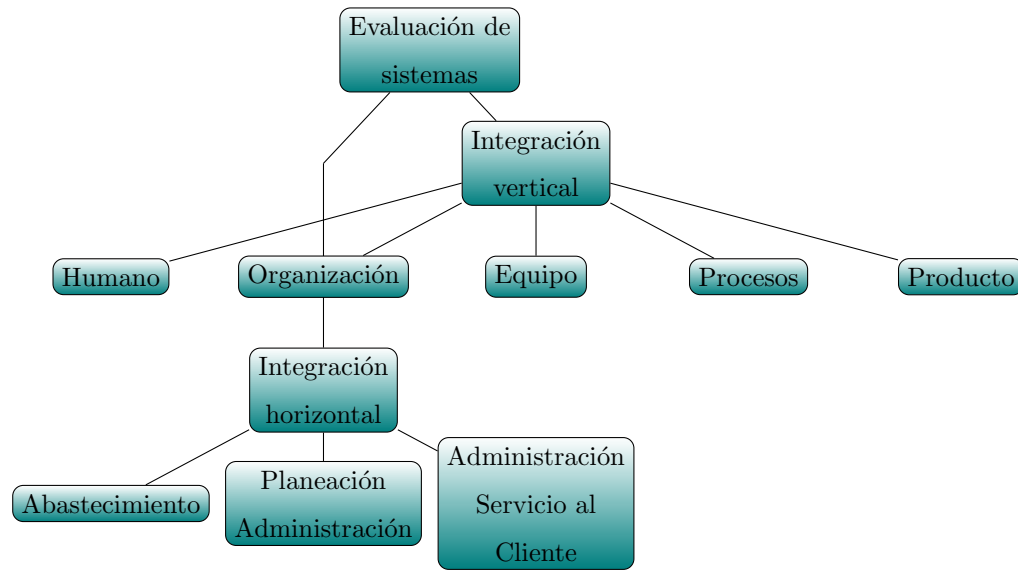 Evaluación de
sistemas
Integración
vertical
Humano
Organización
Equipo
Procesos
Producto
Integración
horizontal
Abastecimiento
Planeación
Administración
Administración
Servicio al
Cliente